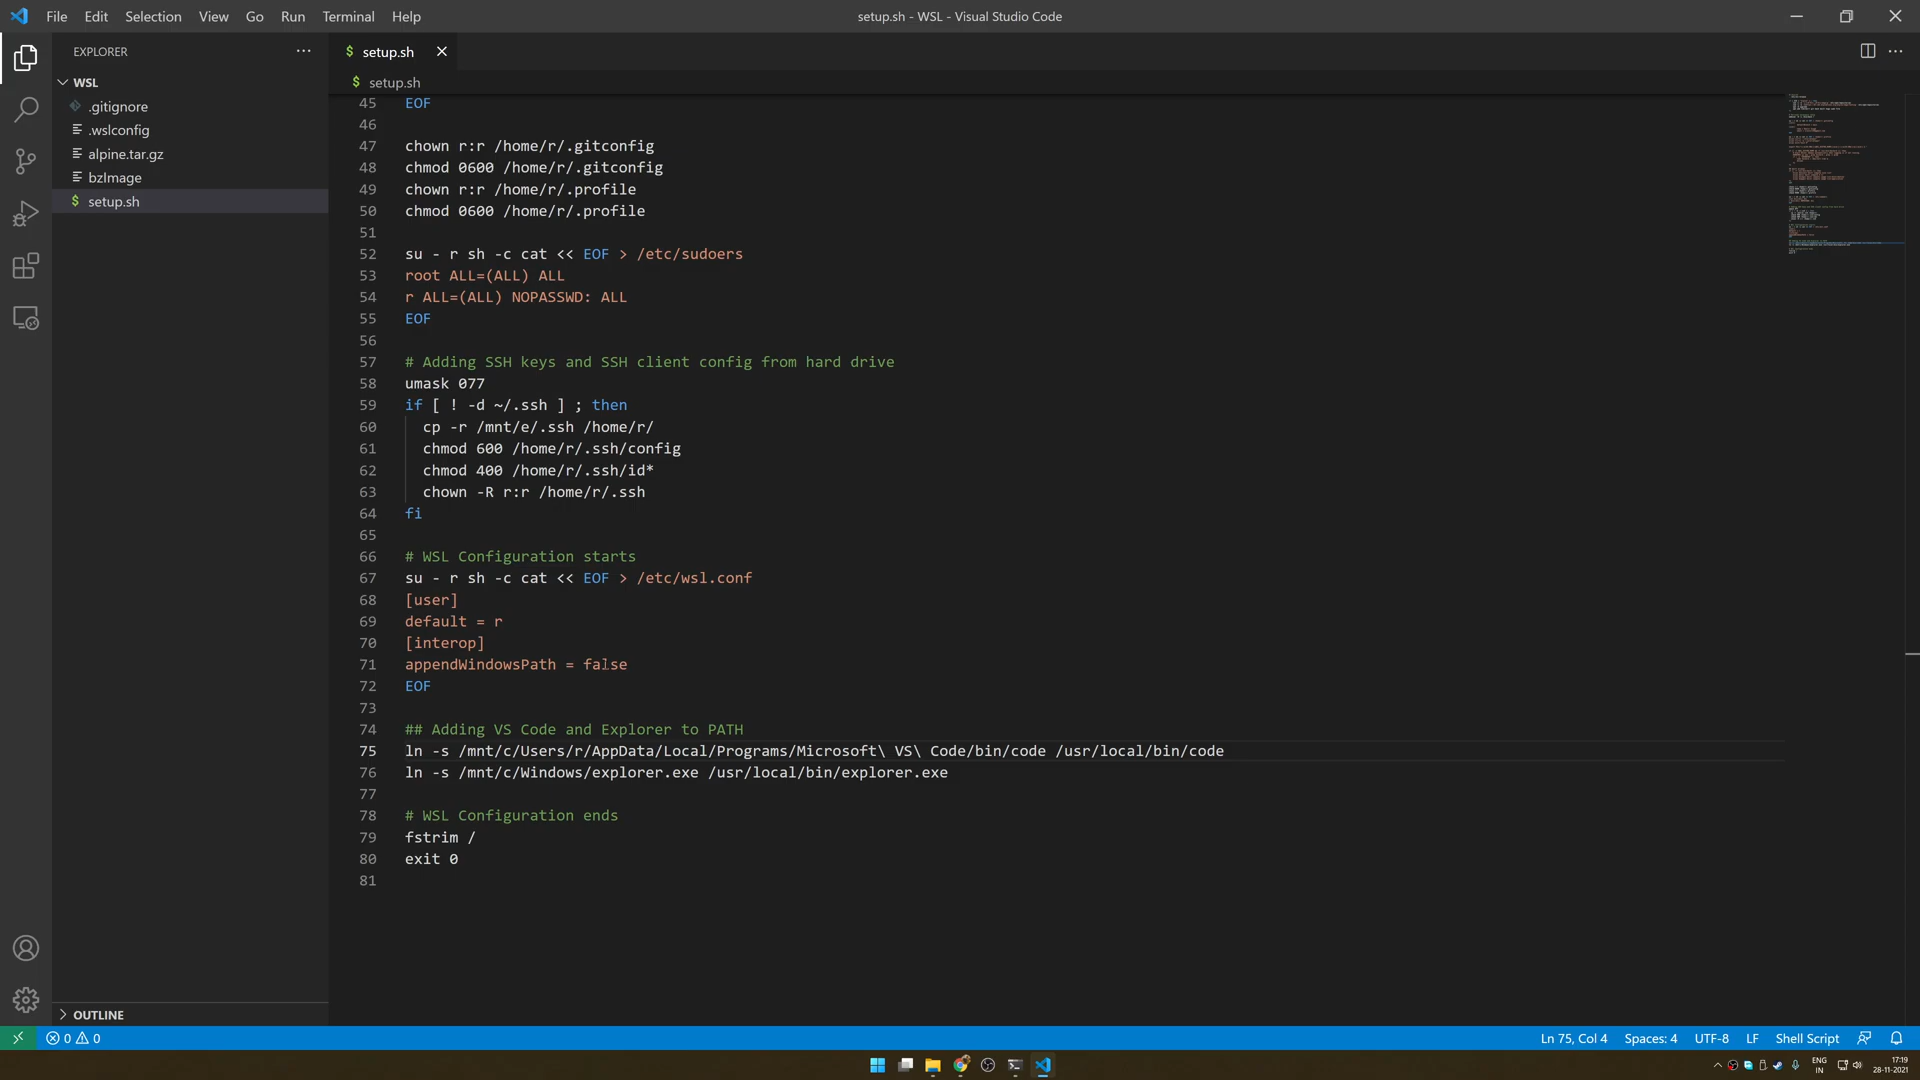 File Edit Selection View Go Run Terminal Help
setup.sh - WSL - Visual Studio Code
EXPLORER
WSL
.gitignore
.wslconfig
alpine.tar.gz
bzImage
setup.sh
OUTLINE
$ setup.sh
$ setup.sh
45 EOF
46
47 chown r:r /home/r/.gitconfig
48 chmod 0600 /home/r/.gitconfig
49 chown r:r /home/r/.profile
50 chmod 0600 /home/r/.profile
51
52 su - r sh -c cat << EOF > /etc/sudoers
53 root ALL=(ALL) ALL
54 r ALL=(ALL) NOPASSWD: ALL
55 EOF
56
57 # Adding SSH keys and SSH client config from hard drive
58 umask 077
59 if [ ! -d ~/.ssh ] ; then
60 cp -r /mnt/e/.ssh /home/r/
61 chmod 600 /home/r/.ssh/config
62 chmod 400 /home/r/.ssh/id*
63 chown -R r:r /home/r/.ssh
64 fi
65
66 # WSL Configuration starts
67 su - r sh -c cat << EOF > /etc/wsl.conf
68 [user]
69 default = r
70 [interop]
71 appendWindowsPath = false
72 EOF
73
74 ## Adding VS Code and Explorer to PATH
75 ln -s /mnt/c/Users/r/AppData/Local/Programs/Microsoft\ VS\ Code/bin/code /usr/local/bin/code
76 ln -s /mnt/c/Windows/explorer.exe /usr/local/bin/explorer.exe
77
78 # WSL Configuration ends
79 fstrim /
80 exit 0
81
0 0
Ln 75, Col 4 Spaces: 4 UTF-8 LF Shell Script
ENG
IN
17:19
28-11-2021